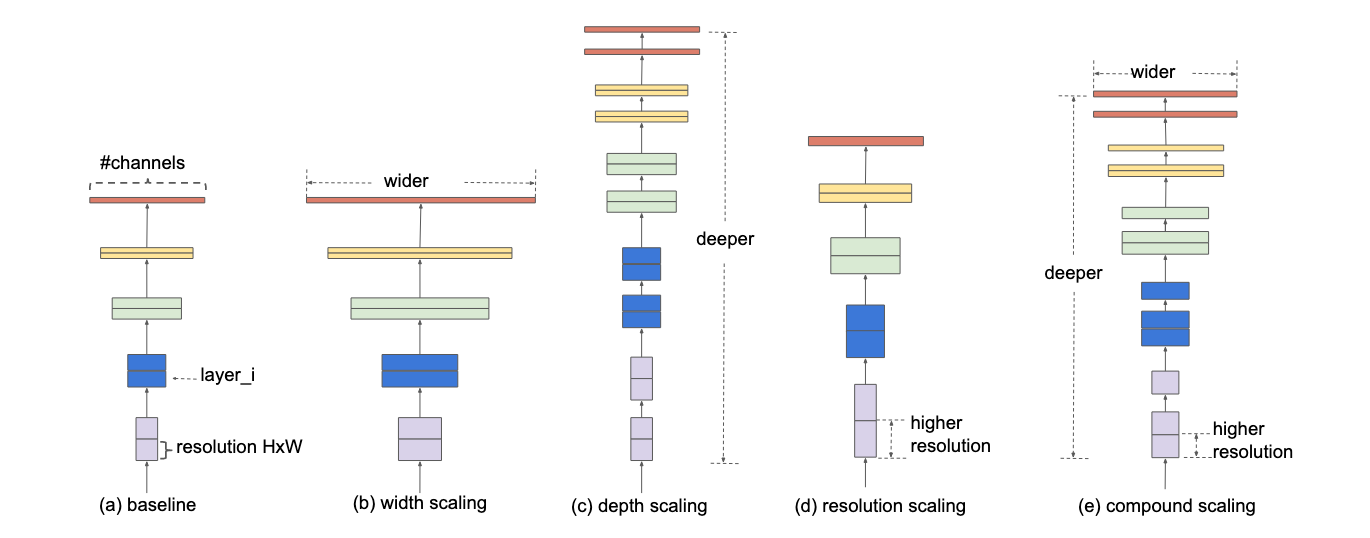 #channels
layer_i
resolution HxW
(a) baseline
wider
(b) width scaling
deeper
(c) depth scaling
higher
resolution
(d) resolution scaling
wider
deeper
higher
resolution
(e) compound scaling